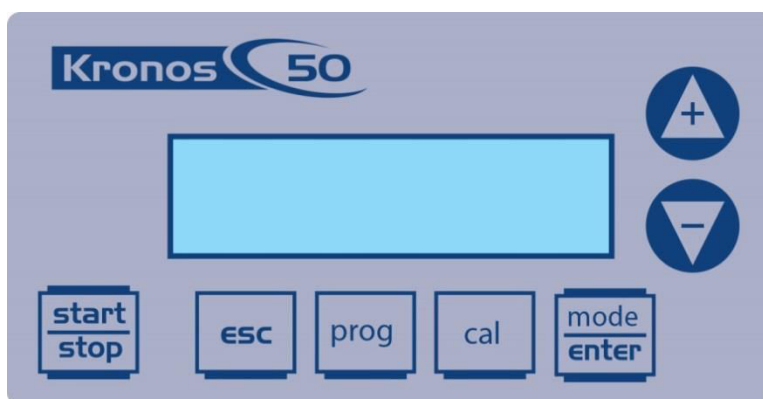 Kronos 50
+
-
start
stop
esc
prog
cal
mode
enter